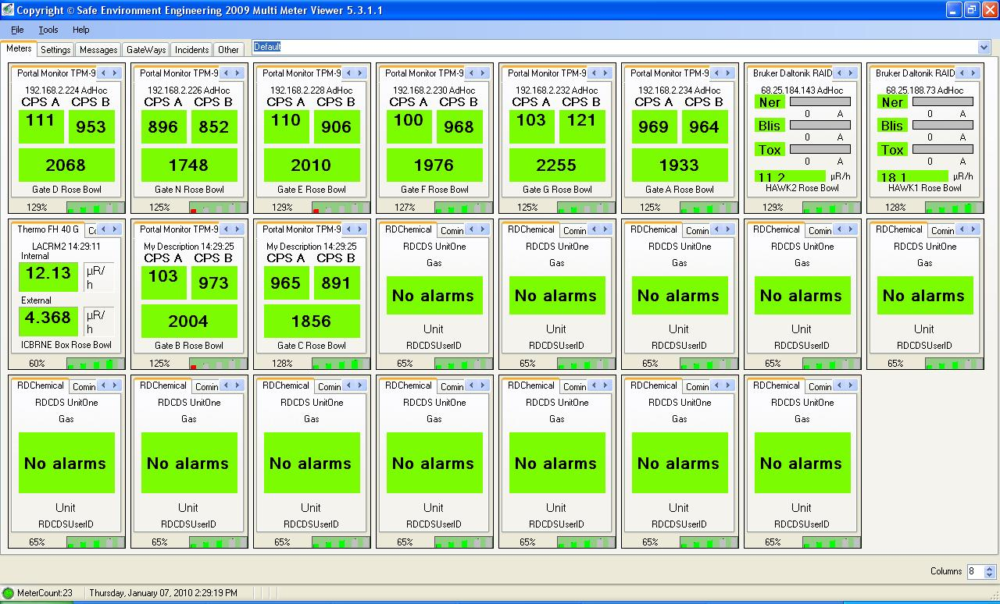 Copyright © Safe Environment Engineering 2009 Multi Meter Viewer 5.3.1.1
File Tools Help
Meters Settings Messages GateWays Incidents Other Default
Portal Monitor TPM-9 Portal Monitor TPM-9 Portal Monitor TPM-9 Portal Monitor TPM-9 Portal Monitor TPM-9 Portal Monitor TPM-9 Bruker Daltonik RAID Bruker Daltonik RAID
192.168.2.224 AdHoc 192.168.2.226 AdHoc 192.168.2.228 AdHoc 192.168.2.230 AdHoc 192.168.2.232 AdHoc 192.168.2.234 AdHoc 68.25.184.143 AdHoc 68.25.188.73 AdHoc
CPS A CPS B CPS A CPS B CPS A CPS B CPS A CPS B CPS A CPS B CPS A CPS B Ner Ner
0 A 0 A
111 953 896 852 110 906 100 968 103 121 969 964 Blis Blis
0 A 0 A
Tox Tox
2068 1748 2010 1976 2255 1933 0 A 0 A
11.2 µR/h 18.1 µR/h
Gate D Rose Bowl Gate N Rose Bowl Gate E Rose Bowl Gate F Rose Bowl Gate G Rose Bowl Gate A Rose Bowl HAWK2 Rose Bowl HAWK1 Rose Bowl
129% 125% 129% 127% 125% 125% 129% 128%
Thermo FH 40 G Co Portal Monitor TPM-9 Portal Monitor TPM-9 RDChemical Comin RDChemical Comin RDChemical Comin RDChemical Comin RDChemical Comin
LACRM2 14:29:11 My Description 14:29:25 My Description 14:29:25 RDCDS UnitOne RDCDS UnitOne RDCDS UnitOne RDCDS UnitOne RDCDS UnitOne
Internal CPS A CPS B CPS A CPS B Gas Gas Gas Gas Gas
12.13 µR/h 103 973 965 891
External No alarms No alarms No alarms No alarms No alarms
4.368 µR/h 2004 1856 Unit Unit Unit Unit Unit
ICBRNE Box Rose Bowl Gate B Rose Bowl Gate C Rose Bowl RDCDSUserID RDCDSUserID RDCDSUserID RDCDSUserID RDCDSUserID
60% 125% 128% 65% 65% 65% 65% 65%
RDChemical Comin RDChemical Comin RDChemical Comin RDChemical Comin RDChemical Comin RDChemical Comin RDChemical Comin
RDCDS UnitOne RDCDS UnitOne RDCDS UnitOne RDCDS UnitOne RDCDS UnitOne RDCDS UnitOne RDCDS UnitOne
Gas Gas Gas Gas Gas Gas Gas
No alarms No alarms No alarms No alarms No alarms No alarms No alarms
Unit Unit Unit Unit Unit Unit Unit
RDCDSUserID RDCDSUserID RDCDSUserID RDCDSUserID RDCDSUserID RDCDSUserID RDCDSUserID
65% 65% 65% 65% 65% 65% 65%
Columns 8
MeterCount:23 Thursday, January 07, 2010 2:29:19 PM